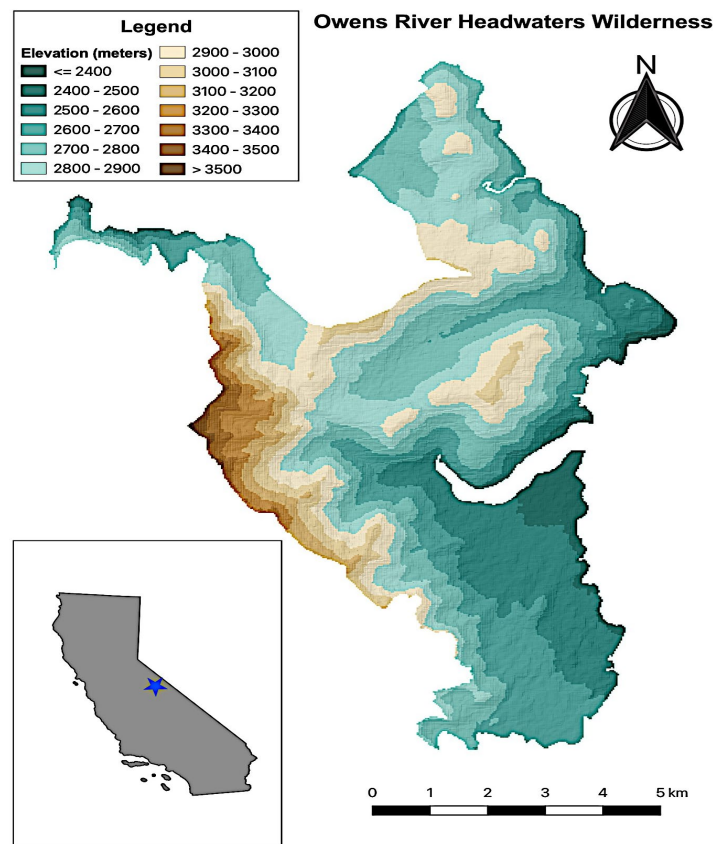 Owens River Headwaters Wilderness
Legend
Elevation (meters)
<= 2400
2400 - 2500
2500 - 2600
2600 - 2700
2700 - 2800
2800 - 2900
2900 - 3000
3000 - 3100
3100 - 3200
3200 - 3300
3300 - 3400
3400 - 3500
> 3500
N
0 1 2 3 4 5 km